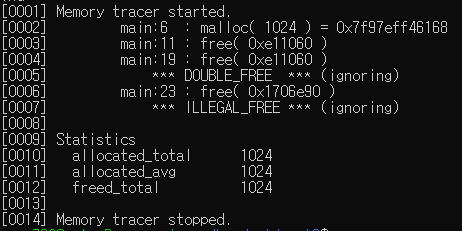 [0001] Memory tracer started.
[0002]         main:6  : malloc( 1024 ) = 0x7f97eff46168
[0003]         main:11 : free( 0xe11060 )
[0004]         main:19 : free( 0xe11060 )
[0005]             *** DOUBLE_FREE  *** (ignoring)
[0006]         main:23 : free( 0x1706e90 )
[0007]             *** ILLEGAL_FREE *** (ignoring)
[0008]
[0009] Statistics
[0010]   allocated_total      1024
[0011]   allocated_avg        1024
[0012]   freed_total          1024
[0013]
[0014] Memory tracer stopped.